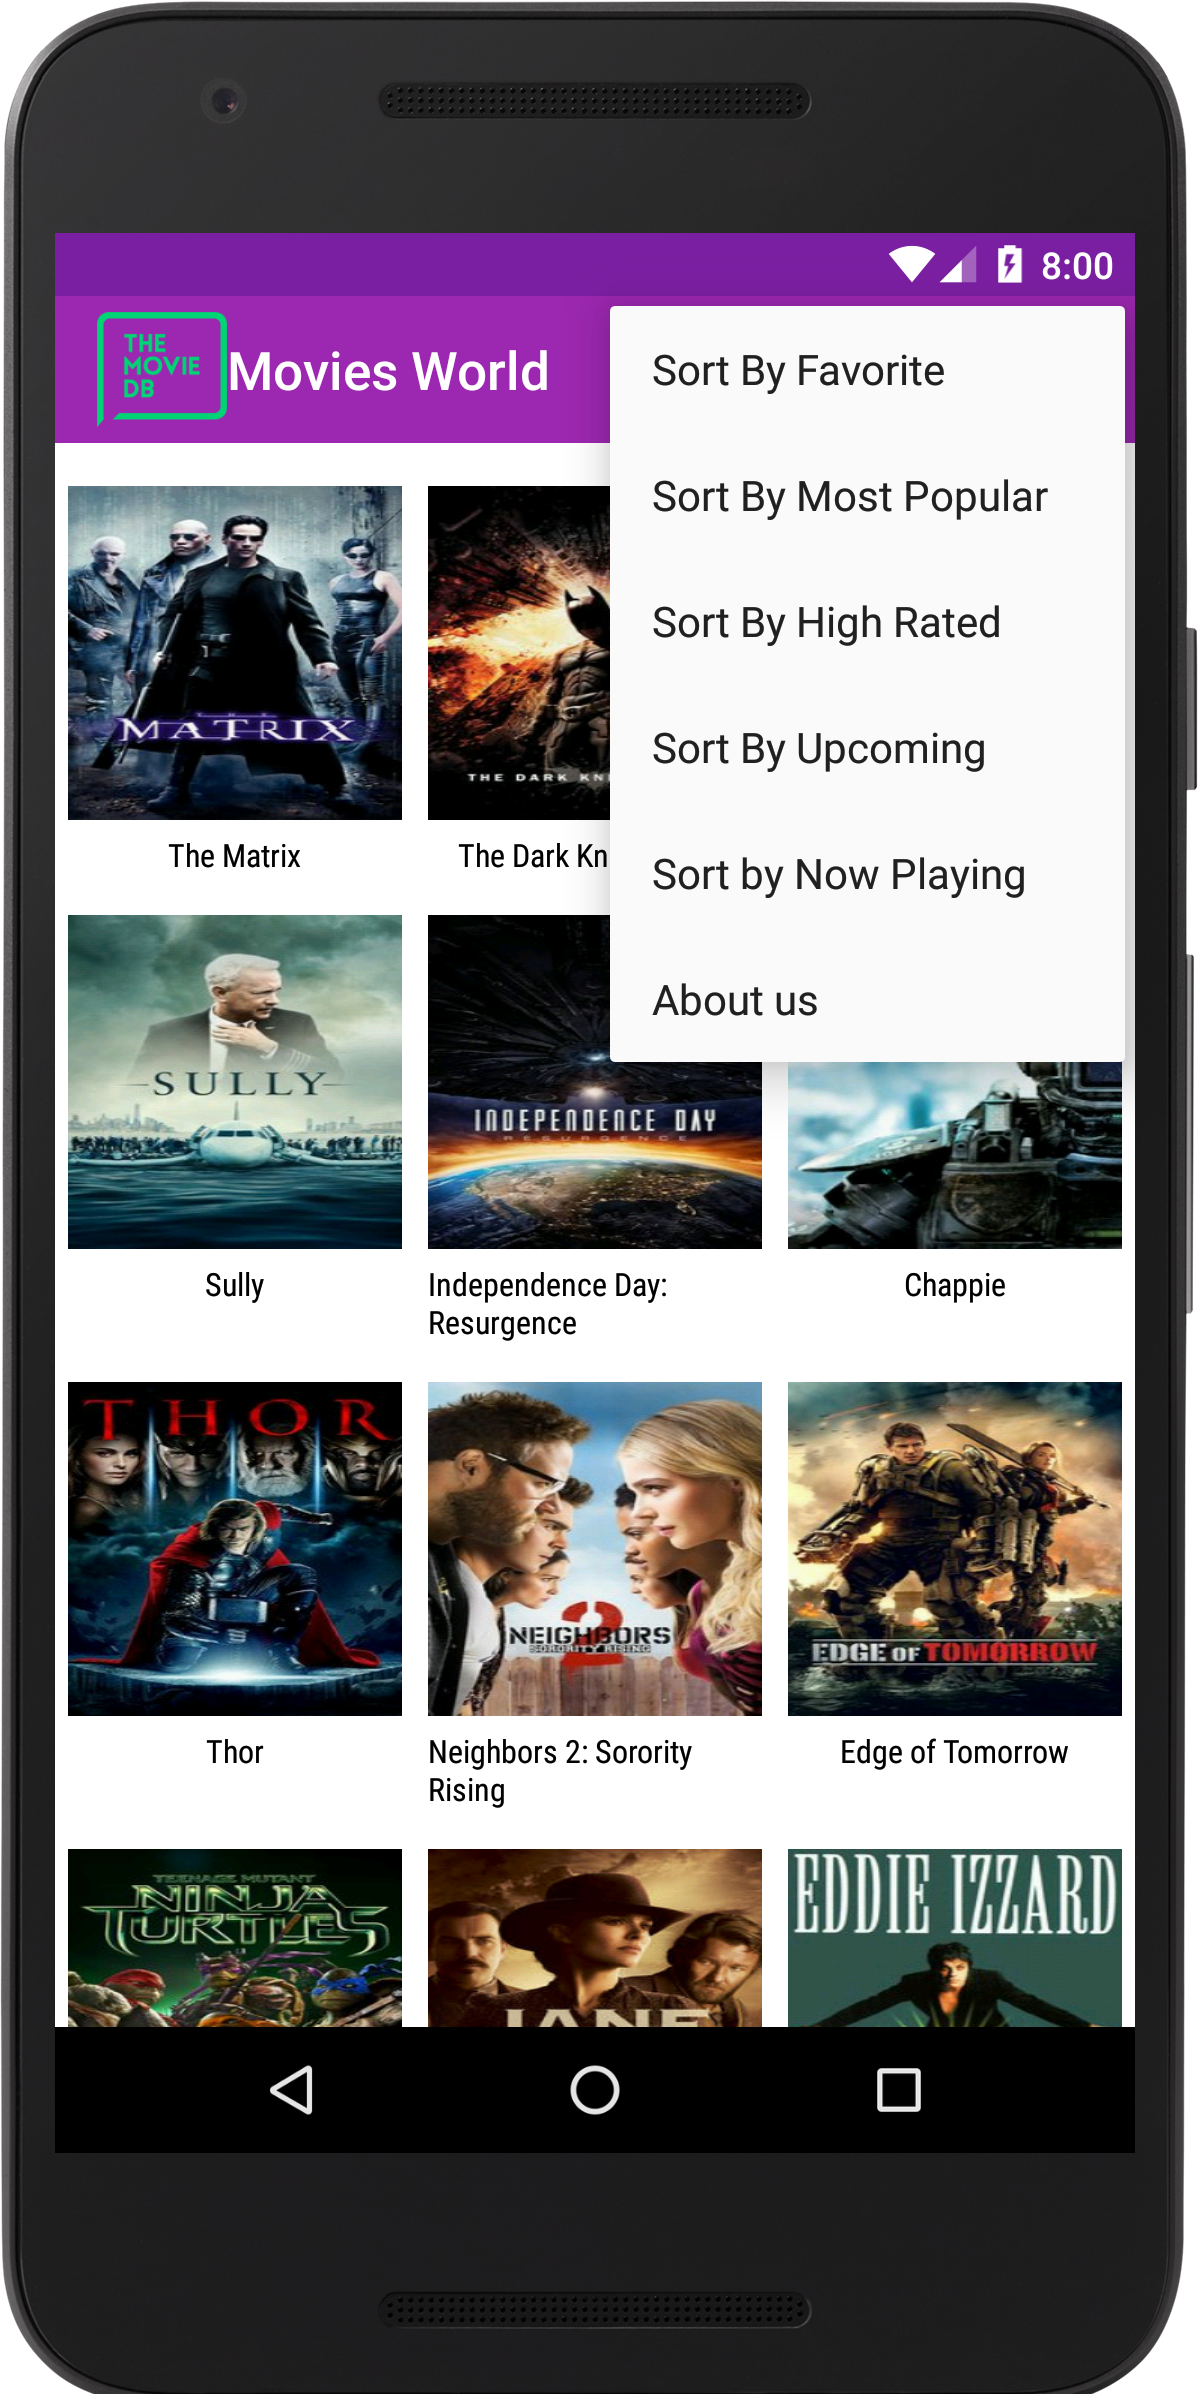 8:00
THE
MOVIE
DB
Movies World
Sort By Favorite
Sort By Most Popular
Sort By High Rated
Sort By Upcoming
Sort by Now Playing
About us
MATRIX
THE DARK KN
The Matrix
The Dark Kn
SULLY
INDEPENDENCE DAY
RESURGENCE
Sully
Independence Day:
Resurgence
Chappie
THOR
NEIGHBORS
2
SORORITY RISING
EDGE OF TOMORROW
Thor
Neighbors 2: Sorority
Rising
Edge of Tomorrow
TEENAGE MUTANT
NINJA
TURTLES
JANE
EDDIE IZZARD